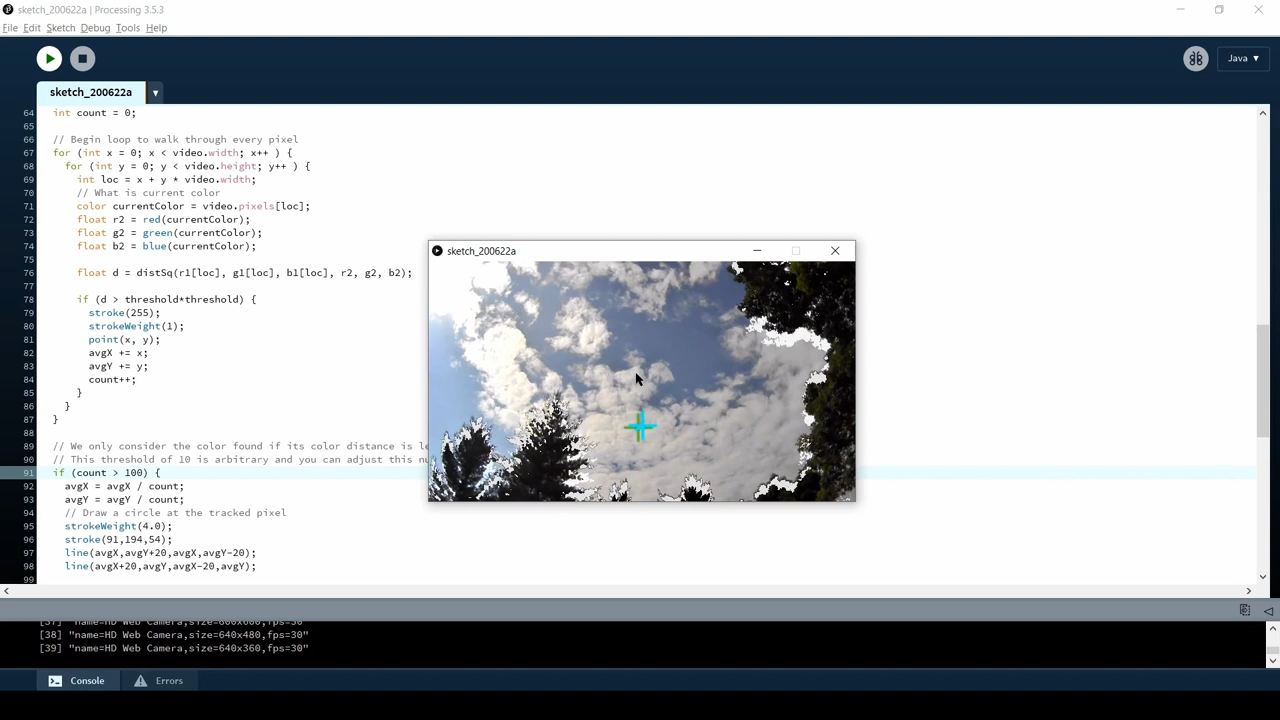 sketch_200622a | Processing 3.5.3
File Edit Sketch Debug Tools Help
Java ▾
sketch_200622a
64 int count = 0;
65
66 // Begin loop to walk through every pixel
67 for (int x = 0; x < video.width; x++ ) {
68 for (int y = 0; y < video.height; y++ ) {
69 int loc = x + y * video.width;
70 // What is current color
71 color currentColor = video.pixels[loc];
72 float r2 = red(currentColor);
73 float g2 = green(currentColor);
74 float b2 = blue(currentColor);
75
76 float d = distSq(r1[loc], g1[loc], b1[loc], r2, g2, b2);
77
78 if (d > threshold*threshold) {
79 stroke(255);
80 strokeWeight(1);
81 point(x, y);
82 avgX += x;
83 avgY += y;
84 count++;
85 }
86 }
87 }
88
89 // We only consider the color found if its color distance is
90 // This threshold of 10 is arbitrary and you can adjust this
91 if (count > 100) {
92 avgX = avgX / count;
93 avgY = avgY / count;
94 // Draw a circle at the tracked pixel
95 strokeWeight(4.0);
96 stroke(91,194,54);
97 line(avgX,avgY+20,avgX,avgY-20);
98 line(avgX+20,avgY,avgX-20,avgY);
99
sketch_200622a
[37] "name=HD Web Camera,size=600x600,fps=30"
[38] "name=HD Web Camera,size=640x480,fps=30"
[39] "name=HD Web Camera,size=640x360,fps=30"
Console Errors